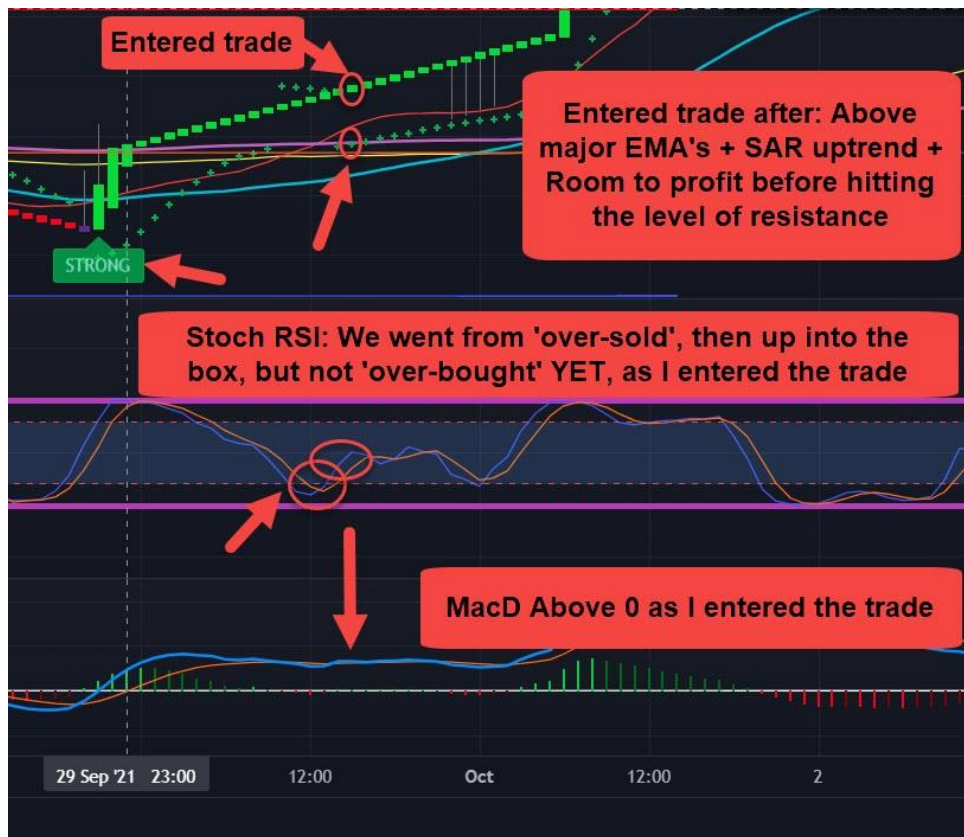 Entered trade
Entered trade after: Above
major EMA's + SAR uptrend +
Room to profit before hitting
the level of resistance
STRONG
Stoch RSI: We went from 'over-sold', then up into the
box, but not 'over-bought' YET, as I entered the trade
MacD Above 0 as I entered the trade
29 Sep '21 23:00 12:00 Oct 12:00 2